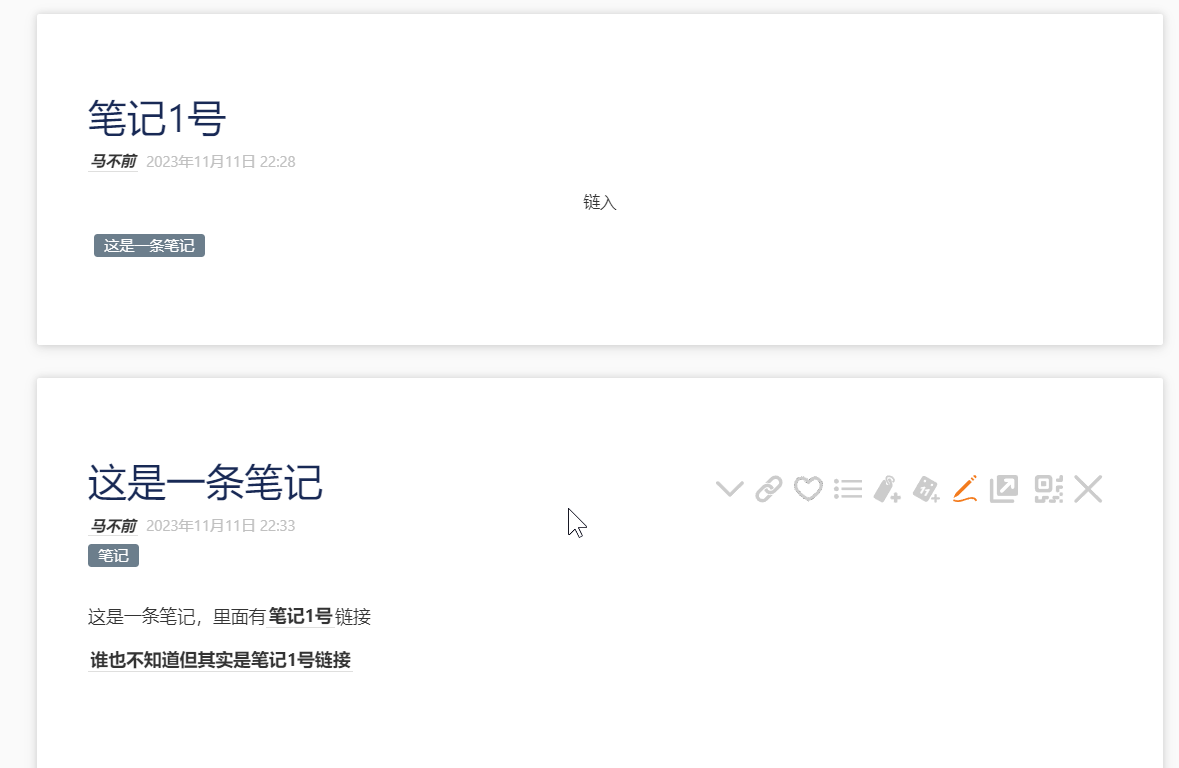 笔记1号
马不前 2023年11月11日 22:28
链入
这是一条笔记
这是一条笔记
马不前 2023年11月11日 22:33
笔记
这是一条笔记，里面有笔记1号链接
谁也不知道但其实是笔记1号链接